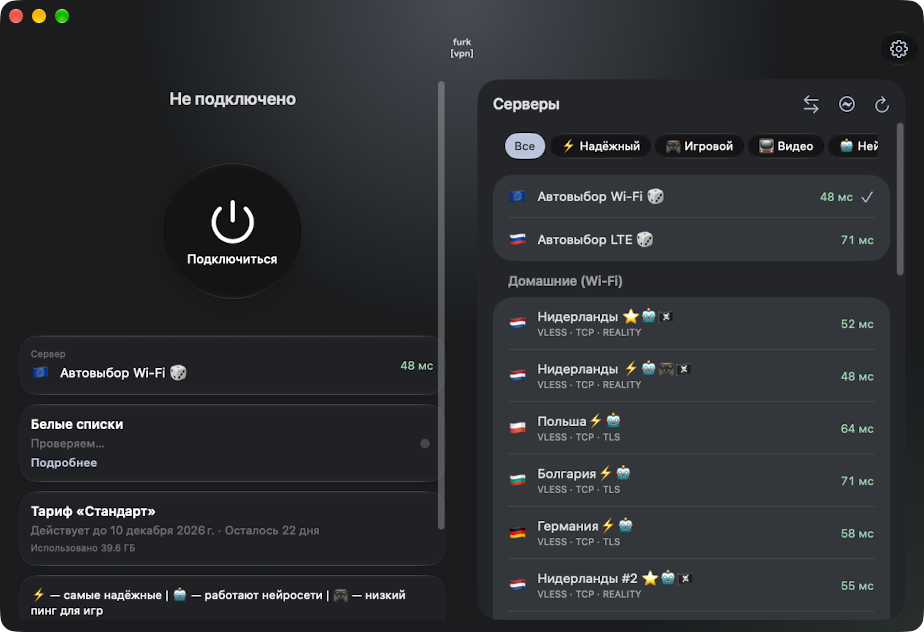 furk
[vpn]
Не подключено
Подключиться
Сервер
Автовыбор Wi-Fi 🎲
48 мс
Белые списки
Проверяем...
Подробнее
Тариф «Стандарт»
Действует до 10 декабря 2026 г. · Осталось 22 дня
Использовано 39.6 ГБ
⚡ — самые надёжные | 🤖 — работают нейросети | 🎮 — низкий
пинг для игр
Серверы
Все
⚡ Надёжный
🎮 Игровой
📺 Видео
🤖 Ней
Автовыбор Wi-Fi 🎲
48 мс
Автовыбор LTE 🎲
71 мс
Домашние (Wi-Fi)
Нидерланды ⭐🤖
VLESS · TCP · REALITY
52 мс
Нидерланды ⚡🤖🎮
VLESS · TCP · REALITY
48 мс
Польша⚡🤖
VLESS · TCP · TLS
64 мс
Болгария⚡🤖
VLESS · TCP · TLS
71 мс
Германия⚡🤖
VLESS · TCP · TLS
58 мс
Нидерланды #2 ⭐🤖
VLESS · TCP · REALITY
55 мс